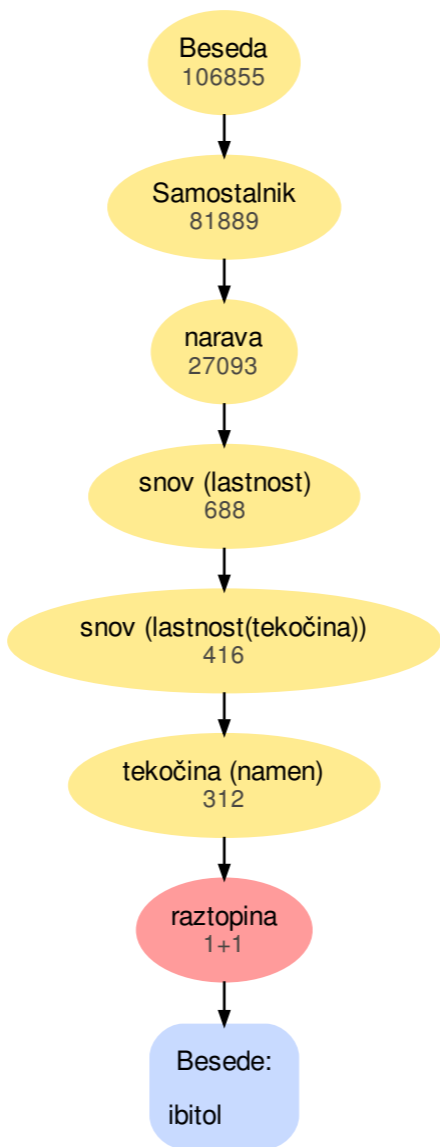 Beseda
106855
Samostalnik
81889
narava
27093
snov (lastnost)
688
snov (lastnost(tekočina))
416
tekočina (namen)
312
raztopina
1+1
Besede:
ibitol